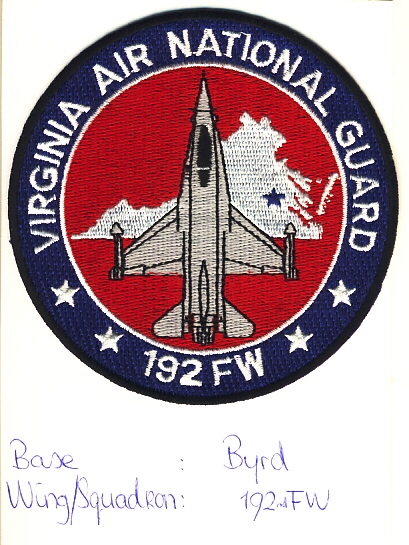 VIRGINIA AIR NATIONAL GUARD
192 FW
Base : Byrd
Wing/Squadron: 192nd FW